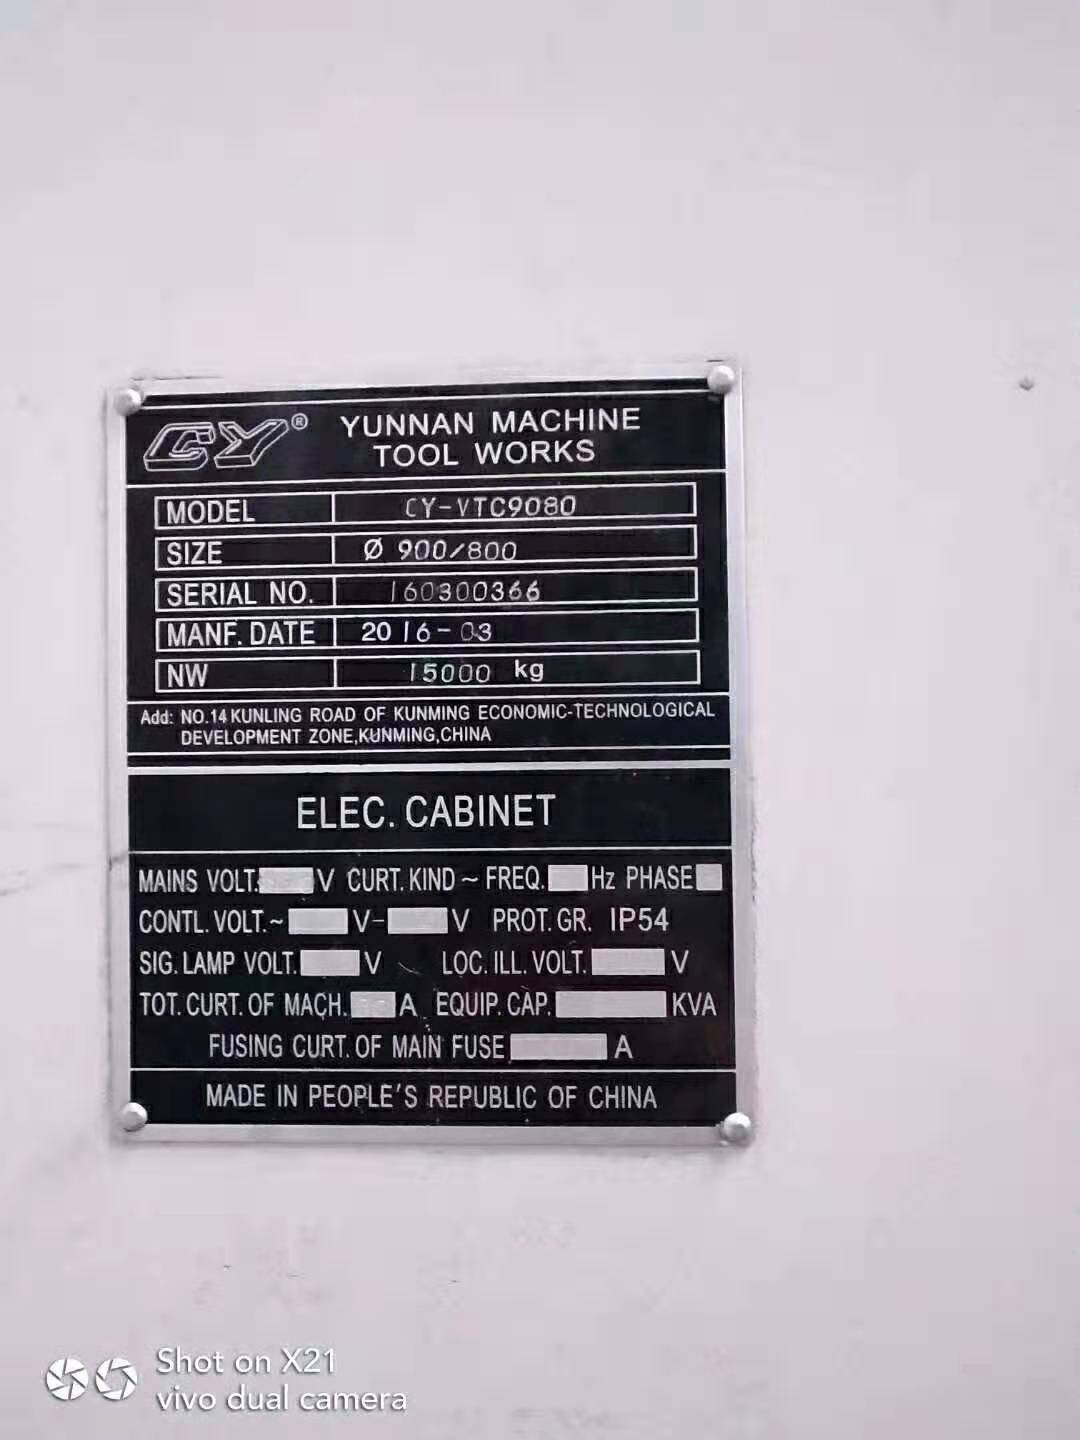 CY® YUNNAN MACHINE
TOOL WORKS
MODEL CY-VTC9080
SIZE Ø 900/800
SERIAL NO. 160300366
MANF. DATE 2016-03
NW 15000 kg
Add: NO.14 KUNLING ROAD OF KUNMING ECONOMIC-TECHNOLOGICAL
DEVELOPMENT ZONE,KUNMING,CHINA
ELEC. CABINET
MAINS VOLT. V CURT. KIND ~ FREQ. Hz PHASE
CONTL. VOLT.~ V- V PROT. GR. IP54
SIG. LAMP VOLT. V LOC. ILL. VOLT. V
TOT. CURT. OF MACH. A EQUIP. CAP. KVA
FUSING CURT. OF MAIN FUSE A
MADE IN PEOPLE'S REPUBLIC OF CHINA
Shot on X21
vivo dual camera